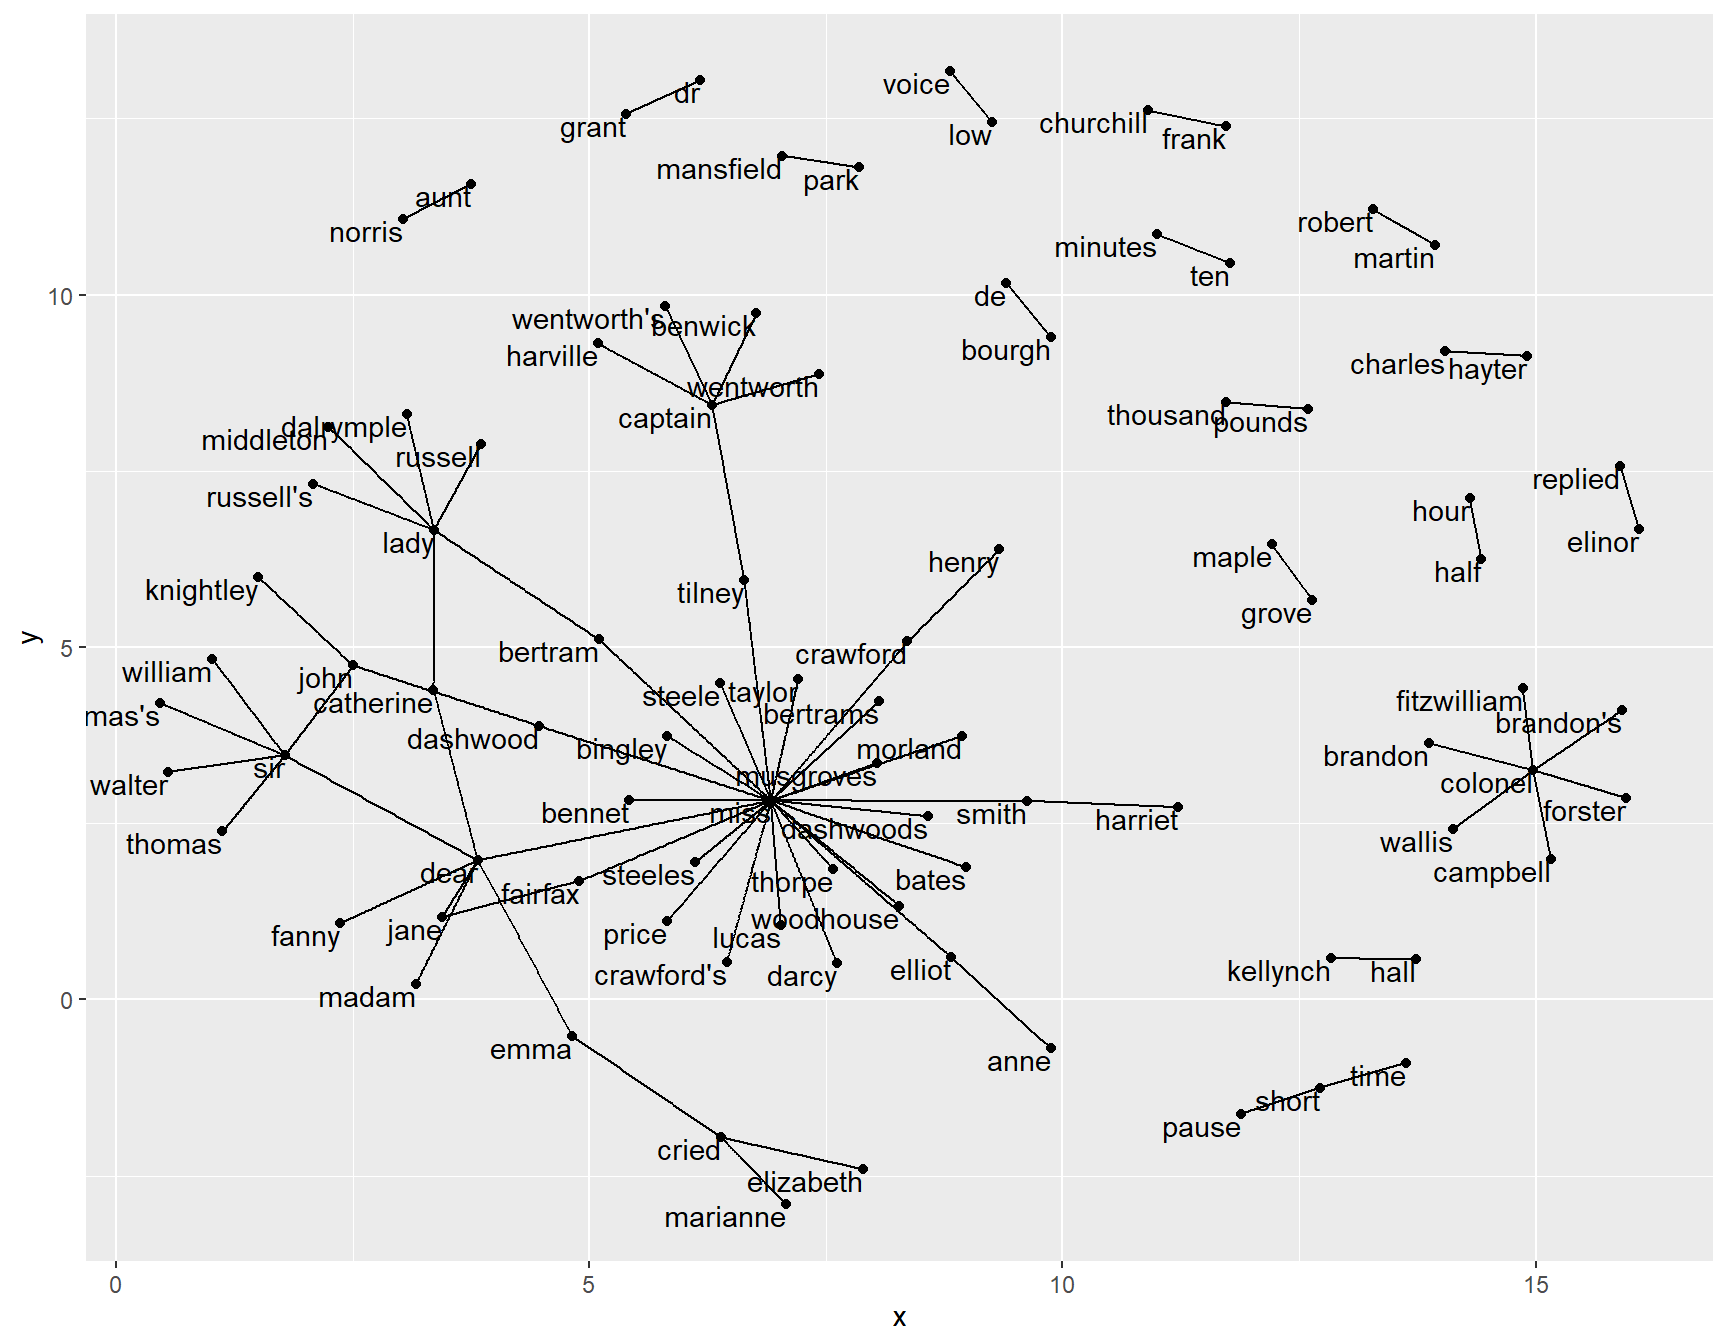 voice
dr
low
churchill
frank
grant
mansfield
park
aunt
norris
robert
minutes
martin
ten
10
de
wentworth's
benwick
harville
bourgh
charles
hayter
wentworth
captain
thousand
pounds
dalrymple
middleton
russell
russell's
replied
hour
lady
elinor
henry
maple
half
knightley
tilney
grove
5
y
bertram
crawford
william
john
steele
taylor
catherine
mas's
bertrams
fitzwilliam
brandon's
dashwood
bingley
morland
brandon
sir
musgroves
walter
colonel
bennet
miss
smith
harriet
forster
dashwoods
thomas
wallis
dear
steeles
thorpe
bates
campbell
fairfax
woodhouse
jane
fanny
price
lucas
crawford's
darcy
elliot
kellynch
hall
madam
0
emma
anne
time
short
pause
cried
elizabeth
marianne
0
5
10
15
x